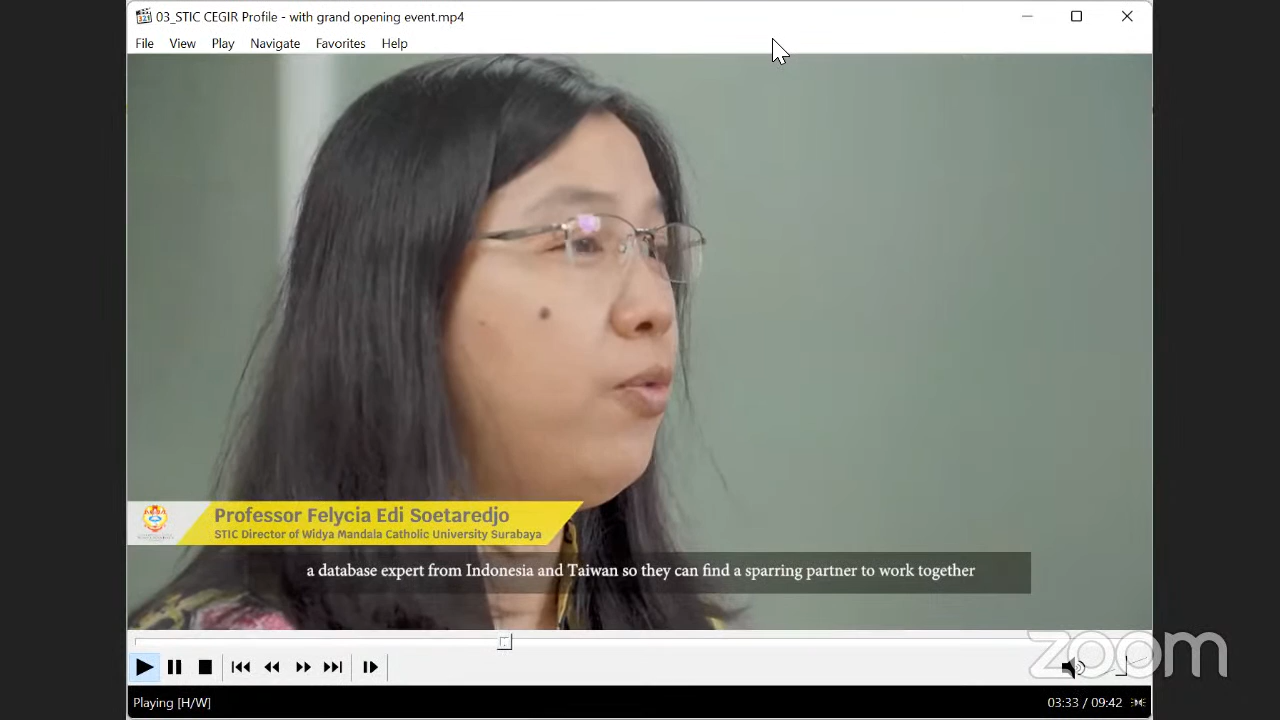 03_STIC CEGIR Profile - with grand opening event.mp4
File View Play Navigate Favorites Help
Professor Felycia Edi Soetaredjo
STIC Director of Widya Mandala Catholic University Surabaya
a database expert from Indonesia and Taiwan so they can find a sparring partner to work together
zoom
Playing [H/W]
03:33 / 09:42